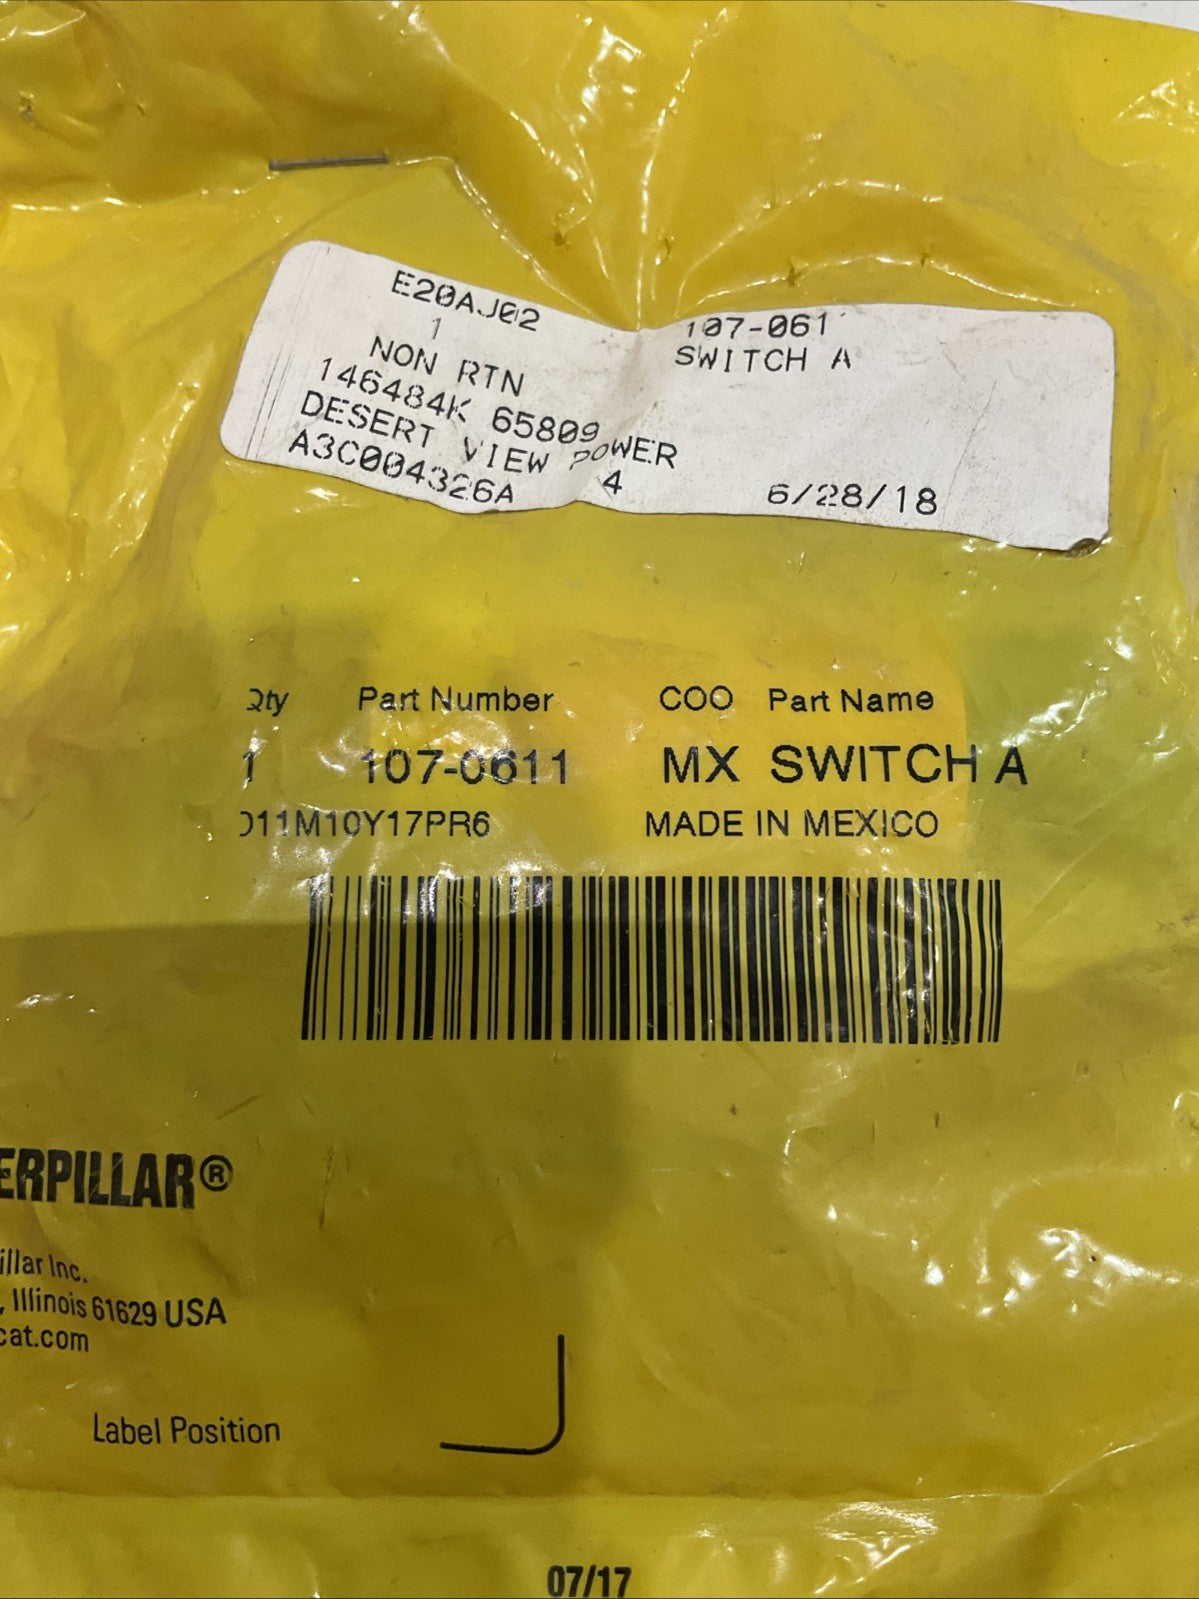 E20AJ02
1
NON RTN
146484K 65809
DESERT VIEW POWER
A3C004326A 4
107-061
SWITCH A
6/28/18
Qty Part Number COO Part Name
1 107-0611 MX SWITCH A
D11M10Y17PR6 MADE IN MEXICO
ERPILLAR®
illar Inc.
, Illinois 61629 USA
cat.com
Label Position
07/17